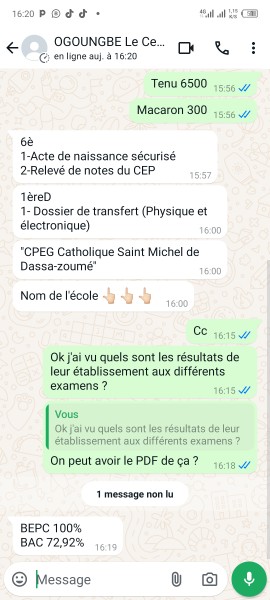 16:20
4G
1,15
K/S
OGOUNGBE Le Ce...
en ligne auj. à 16:20
Tenu 6500 15:56
Macaron 300 15:56
6è
1-Acte de naissance sécurisé
2-Relevé de notes du CEP
15:57
1èreD
1- Dossier de transfert (Physique et
électronique)
16:00
"CPEG Catholique Saint Michel de
Dassa-zoumé"
16:00
Nom de l'école 👆🏻👆🏻👆🏻 16:00
Cc 16:15
Ok j'ai vu quels sont les résultats de
leur établissement aux différents
examens ?
16:15
Vous
Ok j'ai vu quels sont les résultats de leur
établissement aux différents examens ?
On peut avoir le PDF de ça ? 16:18
1 message non lu
BEPC 100%
BAC 72,92% 16:19
Message